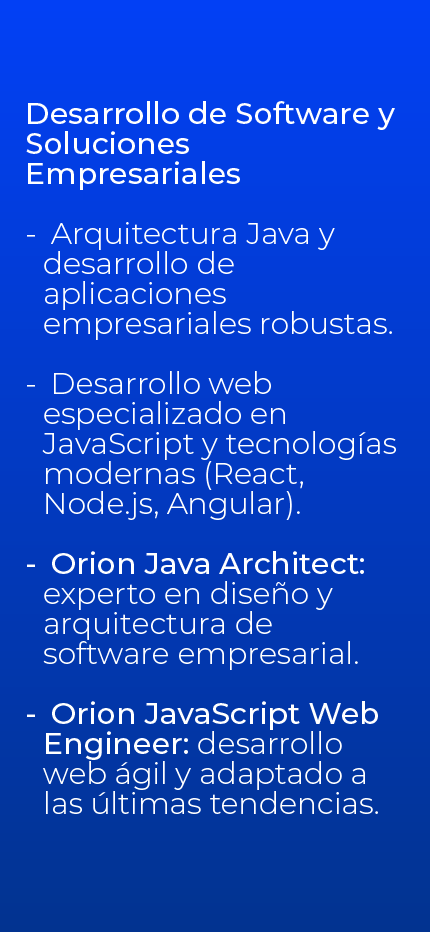 Desarrollo de Software y
Soluciones
Empresariales
- Arquitectura Java y
desarrollo de
aplicaciones
empresariales robustas.
- Desarrollo web
especializado en
JavaScript y tecnologías
modernas (React,
Node.js, Angular).
- Orion Java Architect:
experto en diseño y
arquitectura de
software empresarial.
- Orion JavaScript Web
Engineer: desarrollo
web ágil y adaptado a
las últimas tendencias.